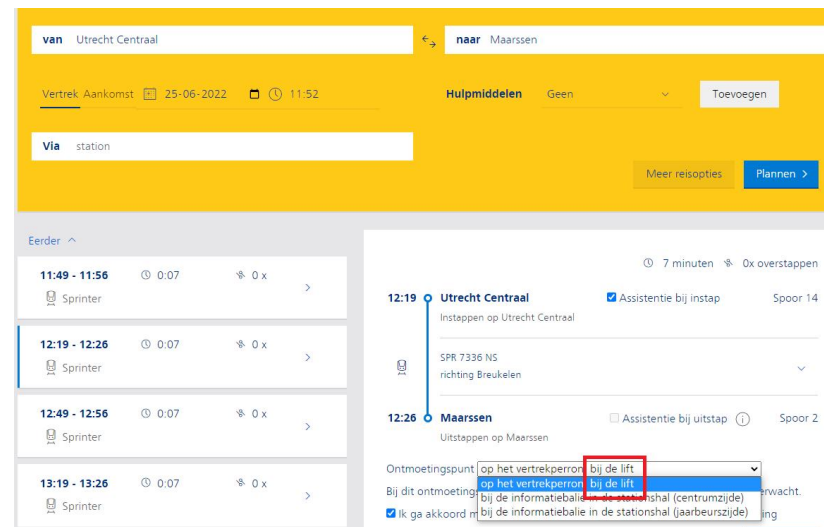 van Utrecht Centraal naar Maarssen
Vertrek Aankomst 25-06-2022 11:52 Hulpmiddelen Geen Toevoegen
Via station
Meer reisopties Plannen
Eerder
7 minuten 0x overstappen
11:49 - 11:56 0:07 0 x
Sprinter
12:19 Utrecht Centraal Assistentie bij instap Spoor 14
Instappen op Utrecht Centraal
12:19 - 12:26 0:07 0 x
Sprinter
SPR 7336 NS
richting Breukelen
12:49 - 12:56 0:07 0 x
Sprinter
12:26 Maarssen Assistentie bij uitstap Spoor 2
Uitstappen op Maarssen
13:19 - 13:26 0:07 0 x
Sprinter
Ontmoetingspunt op het vertrekperron bij de lift
op het vertrekperron bij de lift
Bij dit
bij de informatiebalie in de stationshal (centrumzijde)
bij de informatiebalie in de stationshal (jaarbeurszijde)
Ik ga akkoord